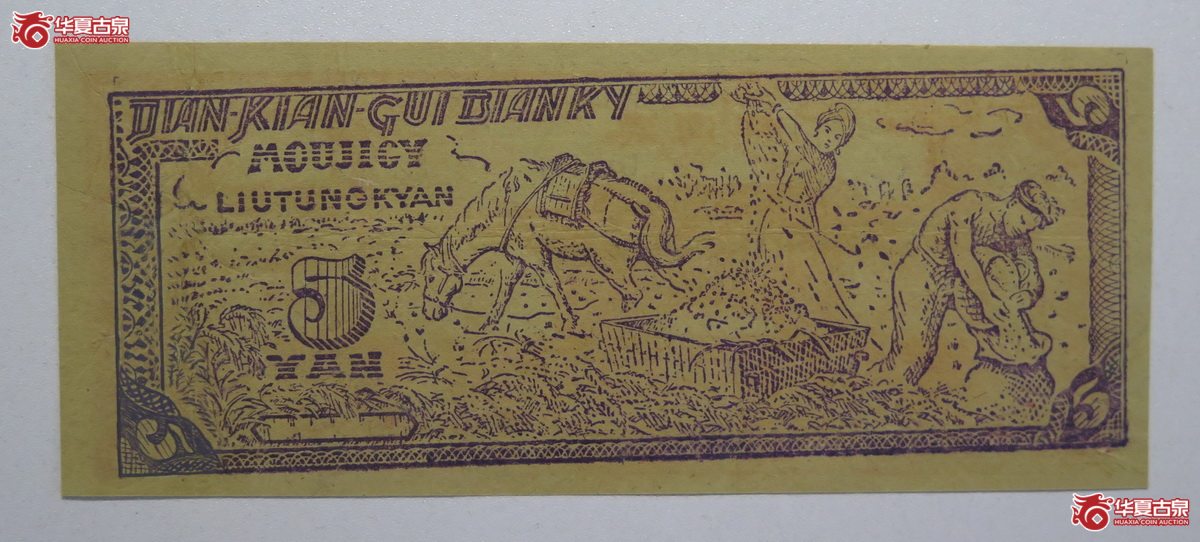 华夏古泉
HUAXIA COIN AUCTION
DIAN-KIAN-GUI BIANKY
MOUJICY
LIUTUNGKYAN
5
YAN
5
5
5
华夏古泉
HUAXIA COIN AUCTION